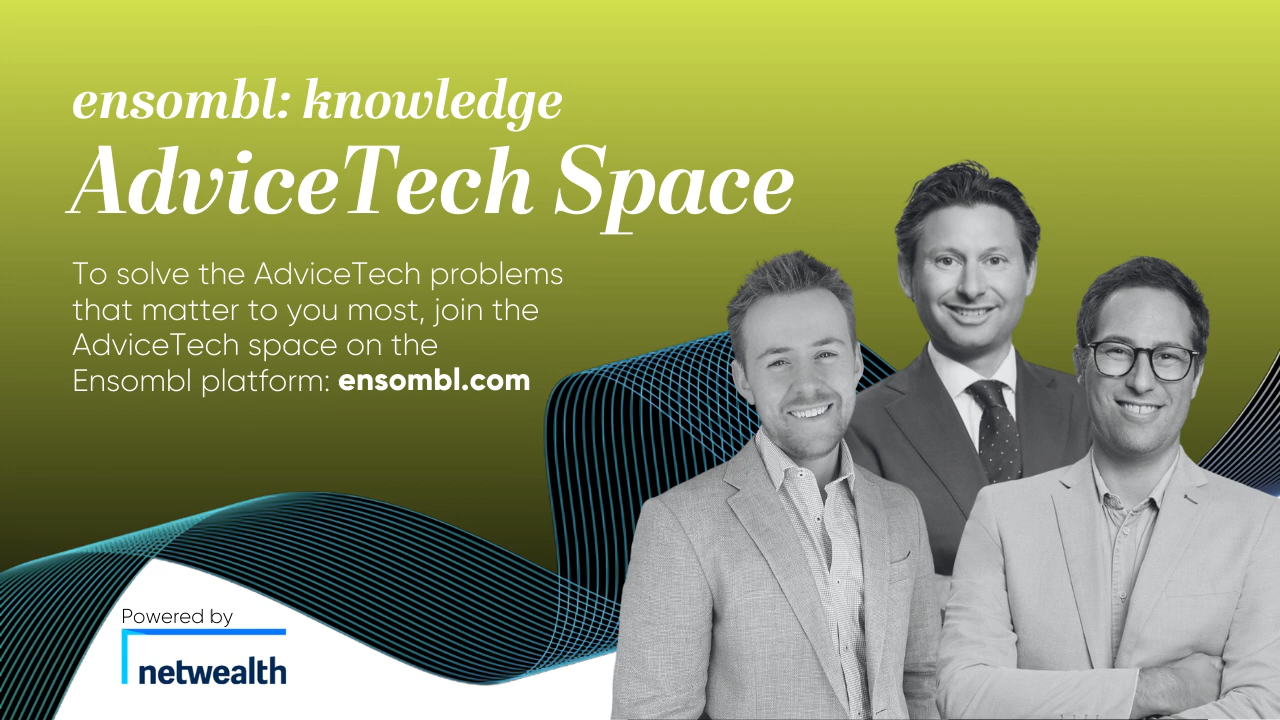 ensombl: knowledge
AdviceTech Space
To solve the AdviceTech problems
that matter to you most, join the
AdviceTech space on the
Ensombl platform: ensombl.com
Powered by
netwealth